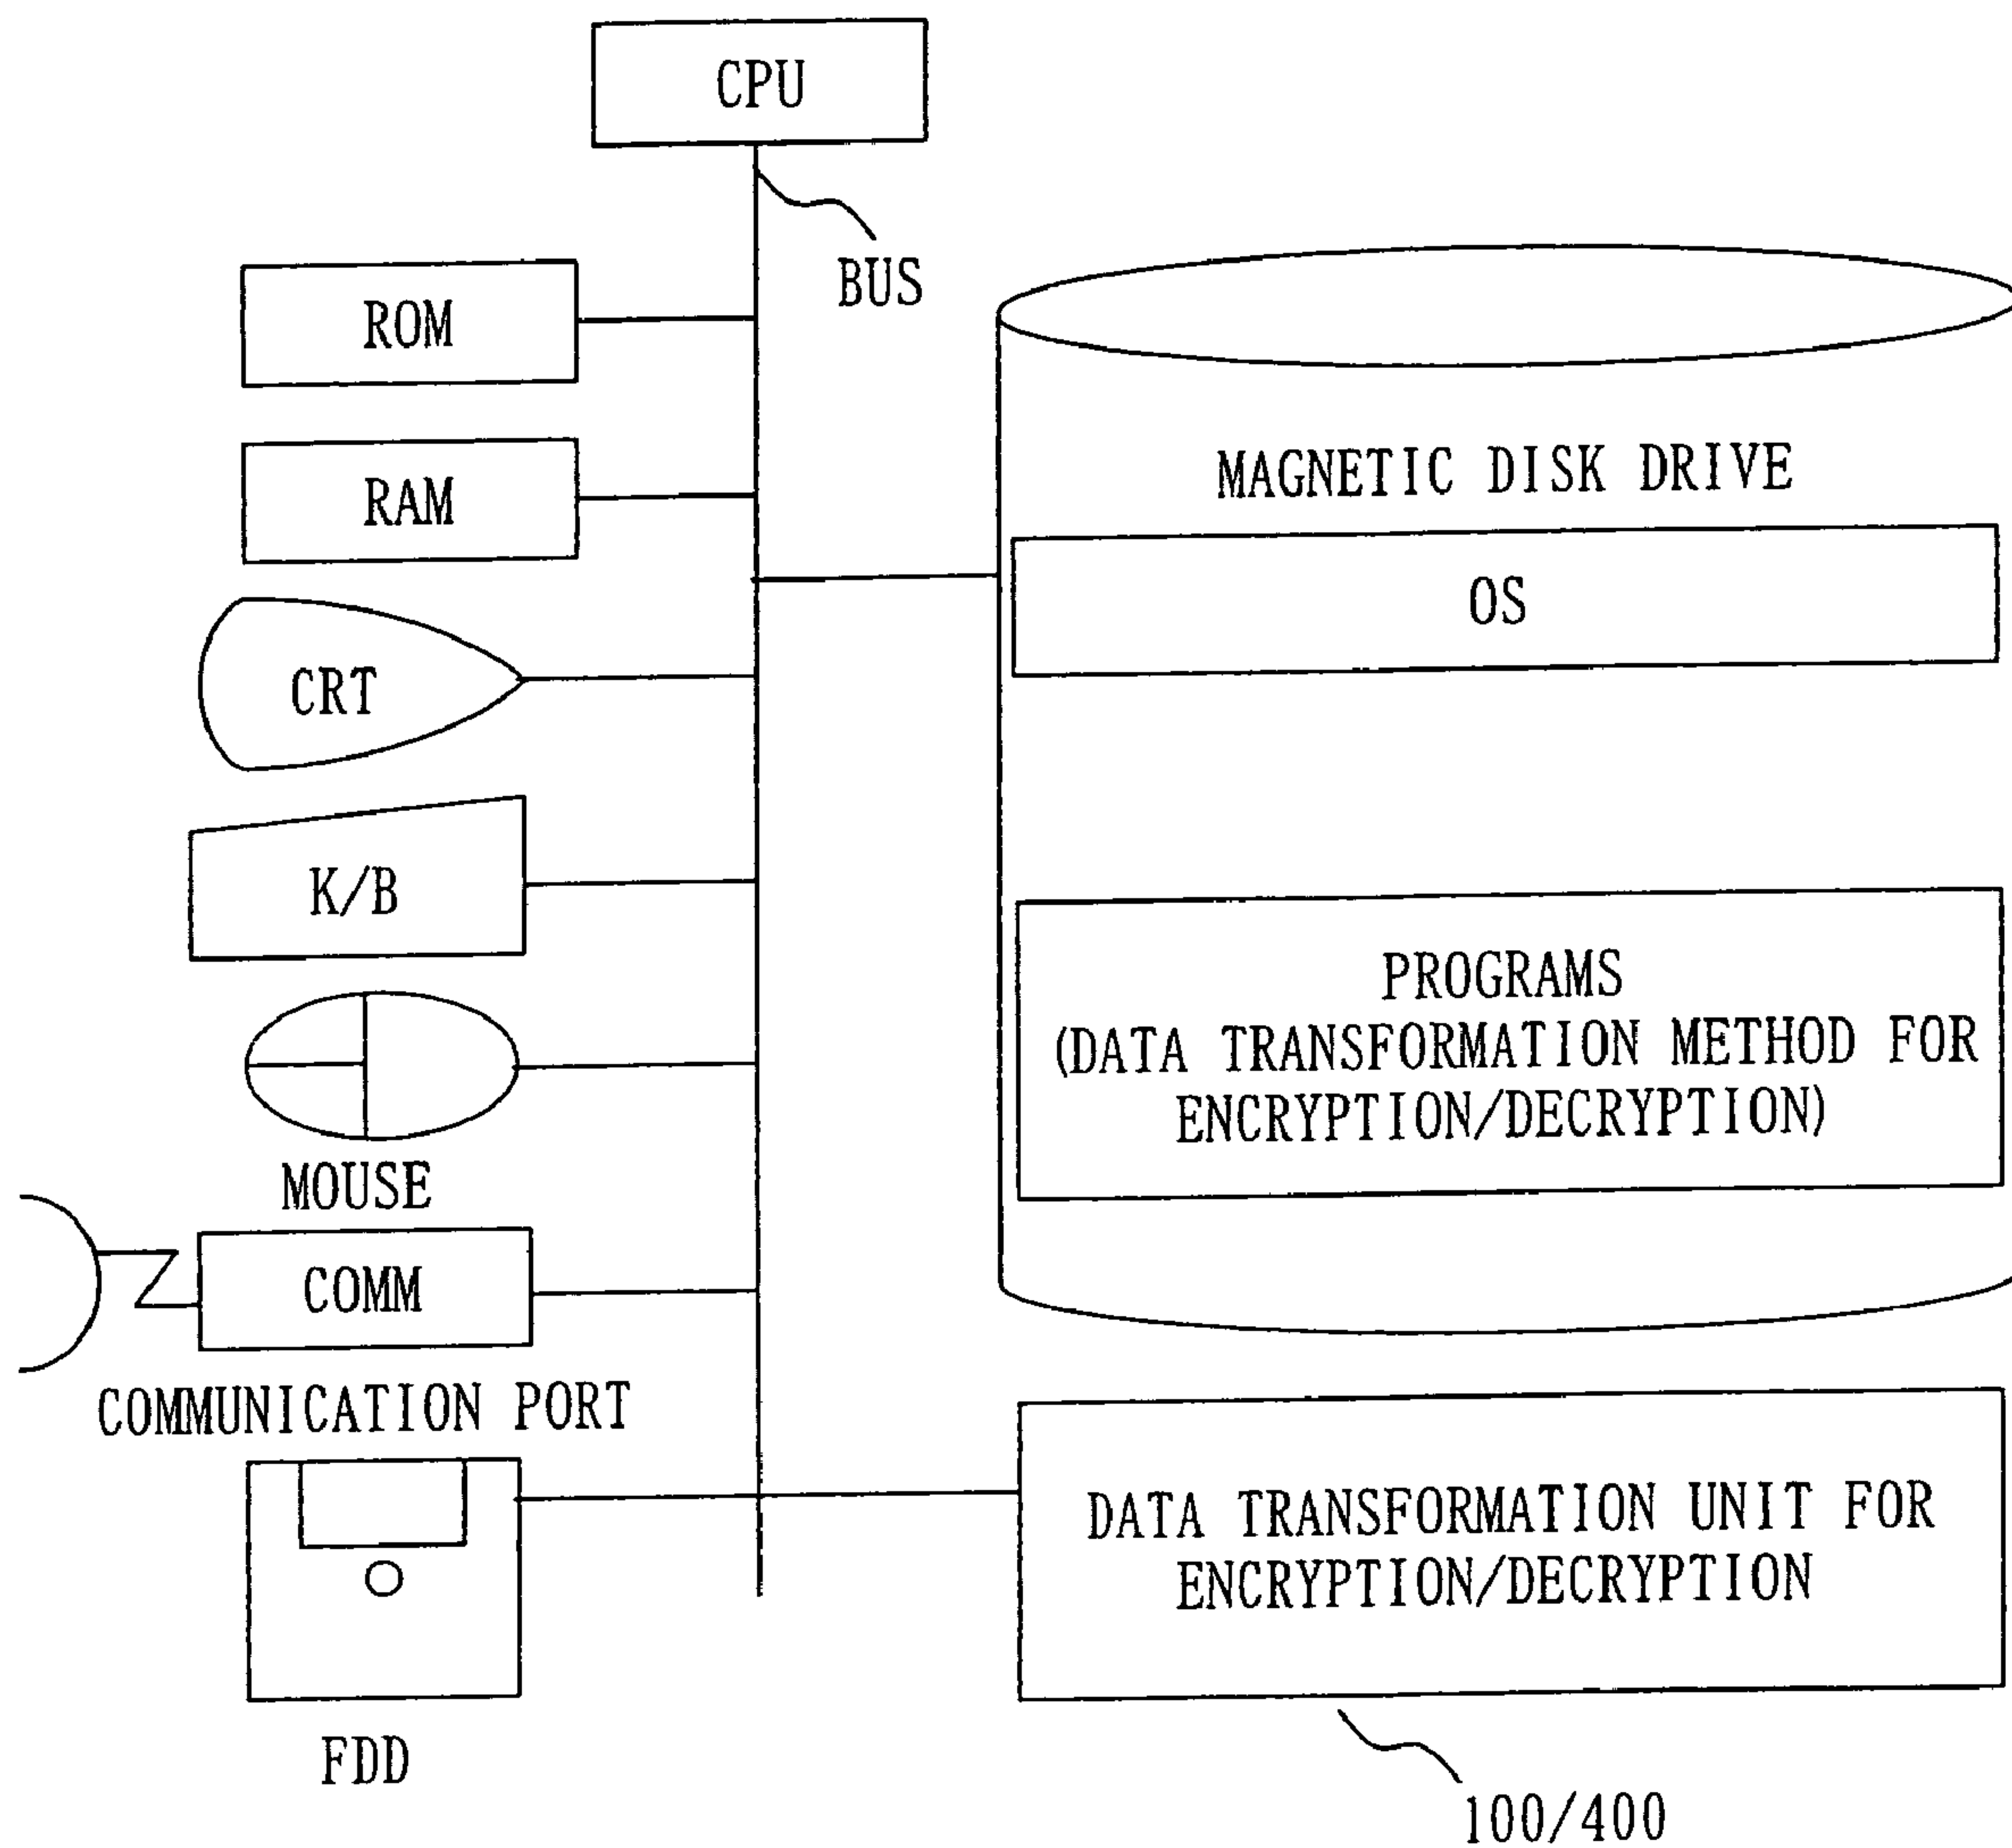 CPU
BUS
ROM
RAM
CRT
K/B
MOUSE
COMM
COMMUNICATION PORT
FDD
MAGNETIC DISK DRIVE
OS
PROGRAMS
(DATA TRANSFORMATION METHOD FOR
ENCRYPTION/DECRYPTION)
DATA TRANSFORMATION UNIT FOR
ENCRYPTION/DECRYPTION
100/400